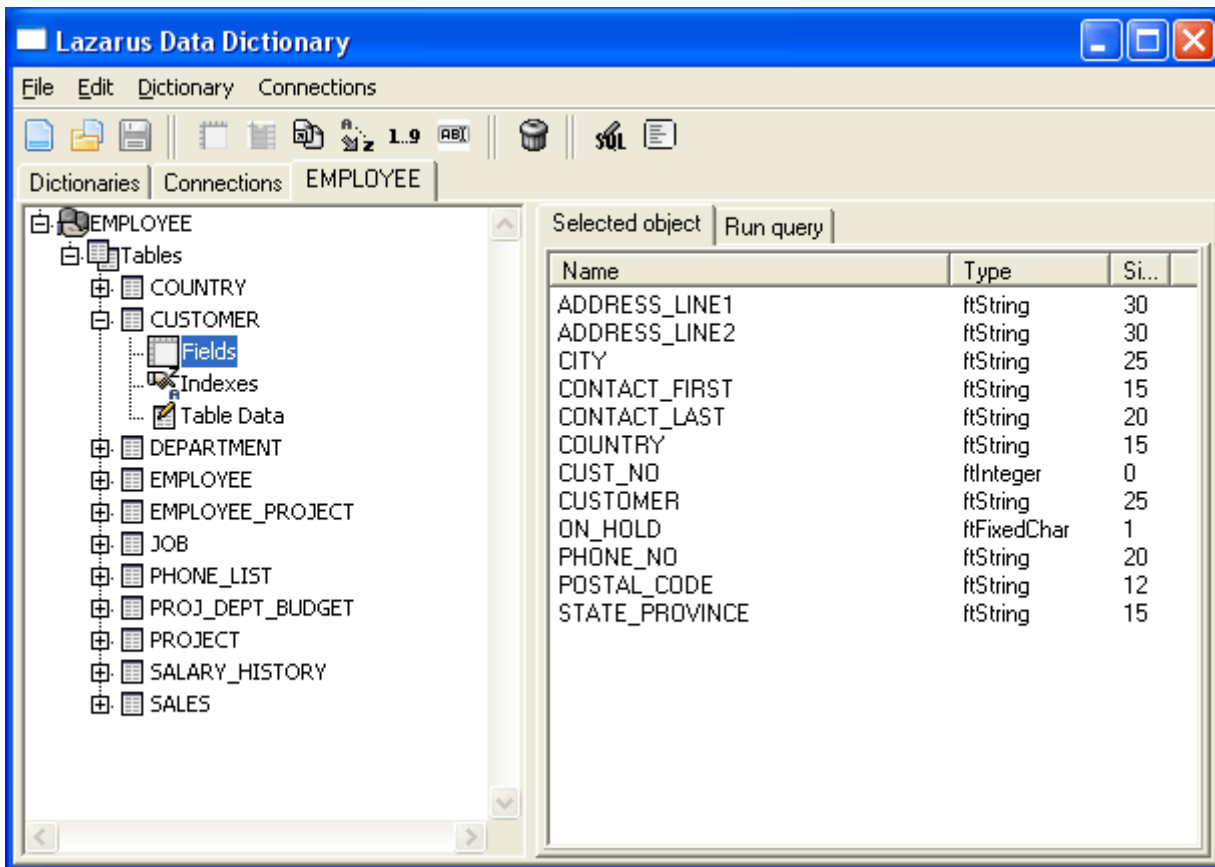 Lazarus Data Dictionary
File Edit Dictionary Connections
A z 1..9 ABI SQL
Dictionaries Connections EMPLOYEE
EMPLOYEE
Tables
COUNTRY
CUSTOMER
Fields
Indexes
Table Data
DEPARTMENT
EMPLOYEE
EMPLOYEE_PROJECT
JOB
PHONE_LIST
PROJ_DEPT_BUDGET
PROJECT
SALARY_HISTORY
SALES
Selected object Run query
Name Type Si...
ADDRESS_LINE1 ftString 30
ADDRESS_LINE2 ftString 30
CITY ftString 25
CONTACT_FIRST ftString 15
CONTACT_LAST ftString 20
COUNTRY ftString 15
CUST_NO ftInteger 0
CUSTOMER ftString 25
ON_HOLD ftFixedChar 1
PHONE_NO ftString 20
POSTAL_CODE ftString 12
STATE_PROVINCE ftString 15